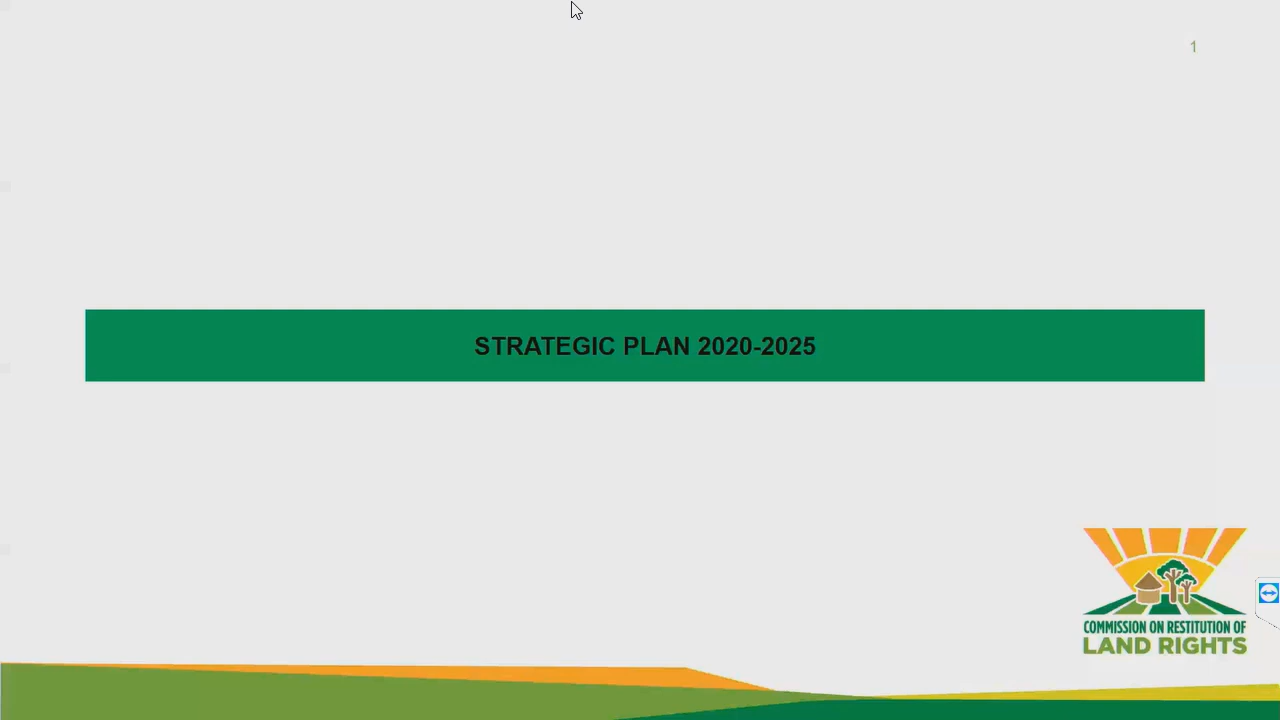 1
STRATEGIC PLAN 2020-2025
COMMISSION ON RESTITUTION OF
LAND RIGHTS